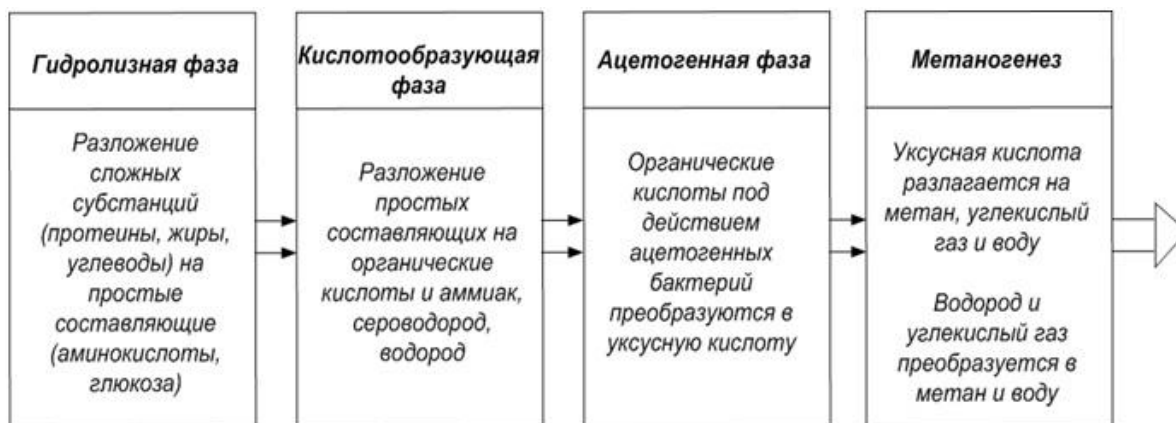 Гидролизная фаза
Разложение
сложных
субстанций
(протеины, жиры,
углеводы) на
простые
составляющие
(аминокислоты,
глюкоза)
Кислотообразующая
фаза
Разложение
простых
составляющих на
органические
кислоты и аммиак,
сероводород,
водород
Ацетогенная фаза
Органические
кислоты под
действием
ацетогенных
бактерий
преобразуются в
уксусную кислоту
Метаногенез
Уксусная кислота
разлагается на
метан, углекислый
газ и воду
Водород и
углекислый газ
преобразуется в
метан и воду